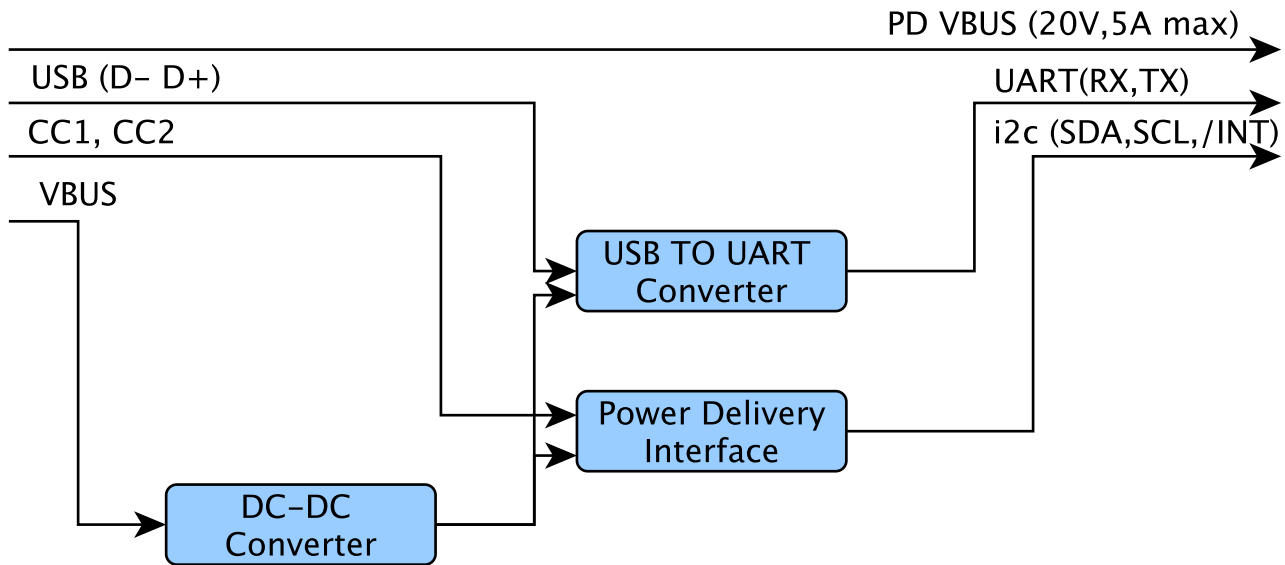 PD VBUS (20V,5A max)
USB (D- D+)
UART(RX,TX)
CC1, CC2
i2c (SDA,SCL,/INT)
VBUS
USB TO UART
Converter
Power Delivery
Interface
DC-DC
Converter